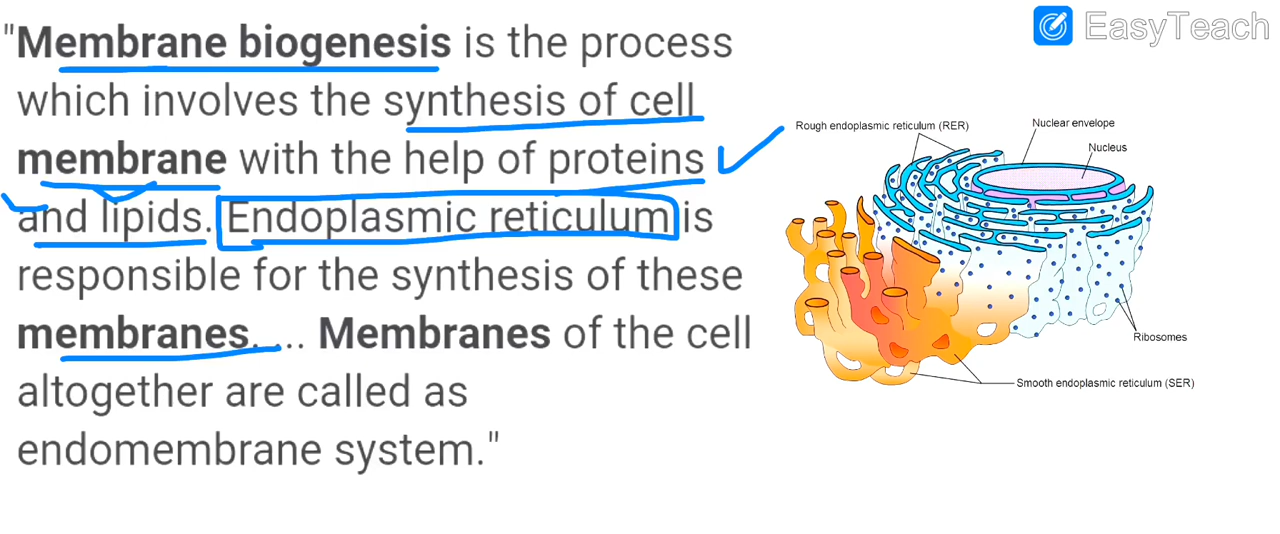 "Membrane biogenesis is the process
which involves the synthesis of cell
membrane with the help of proteins
and lipids. Endoplasmic reticulum is
responsible for the synthesis of these
membranes. ... Membranes of the cell
altogether are called as
endomembrane system."
EasyTeach
Rough endoplasmic reticulum (RER)
Nuclear envelope
Nucleus
Ribosomes
Smooth endoplasmic reticulum (SER)